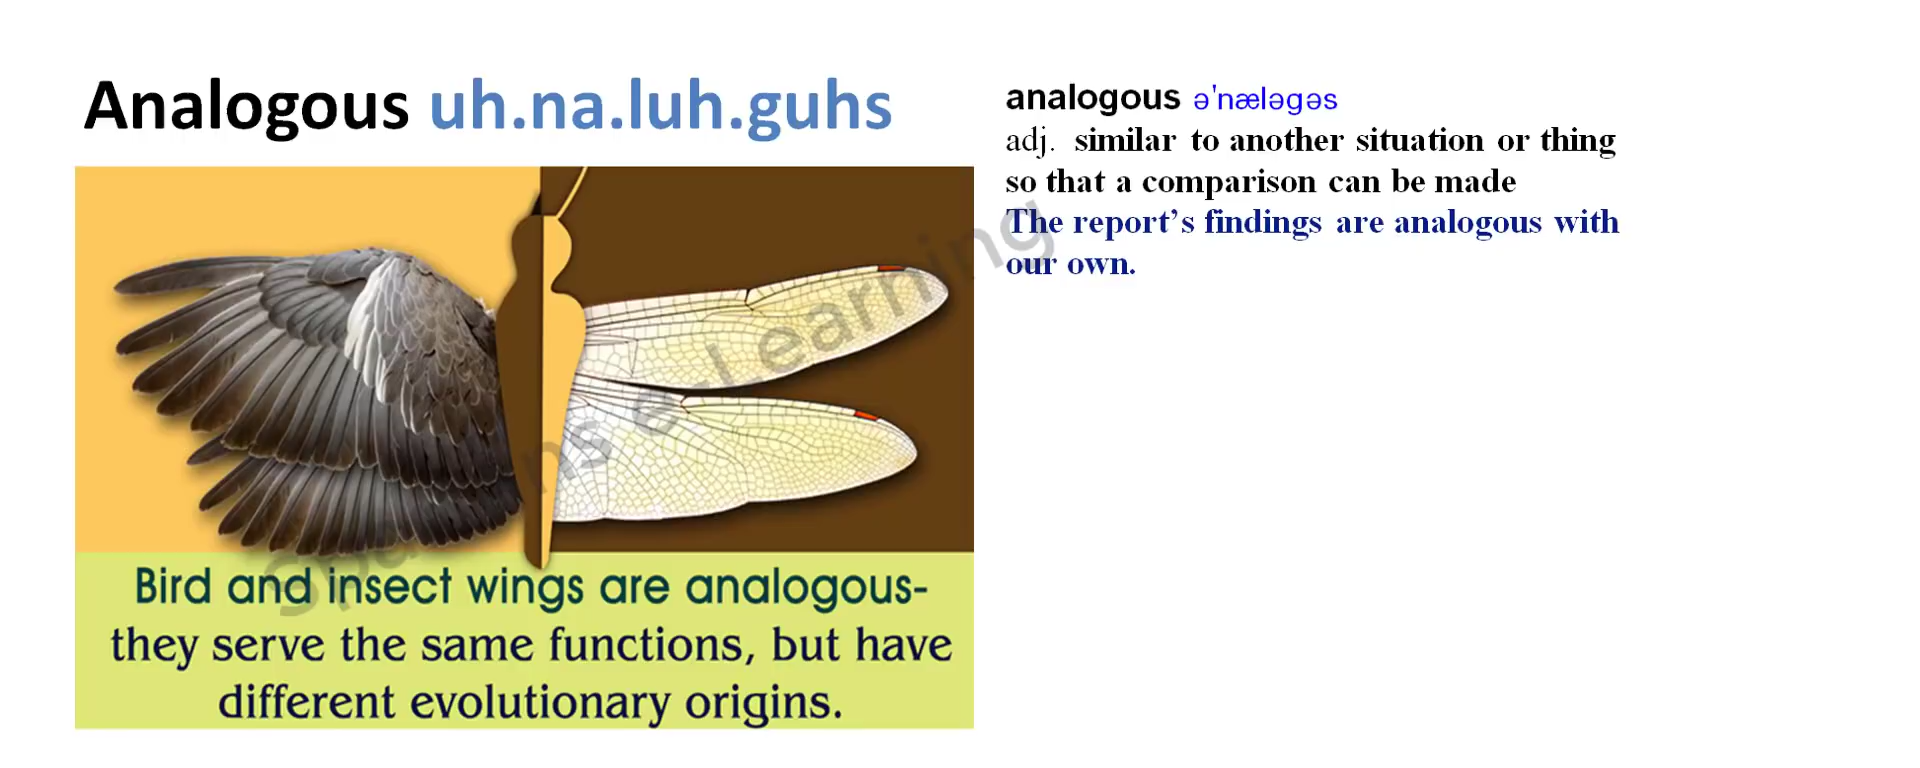 Analogous uh.na.luh.guhs
analogous ə'næləgəs
adj. similar to another situation or thing
so that a comparison can be made
The report's findings are analogous with
our own.
Bird and insect wings are analogous-
they serve the same functions, but have
different evolutionary origins.
e-Learning